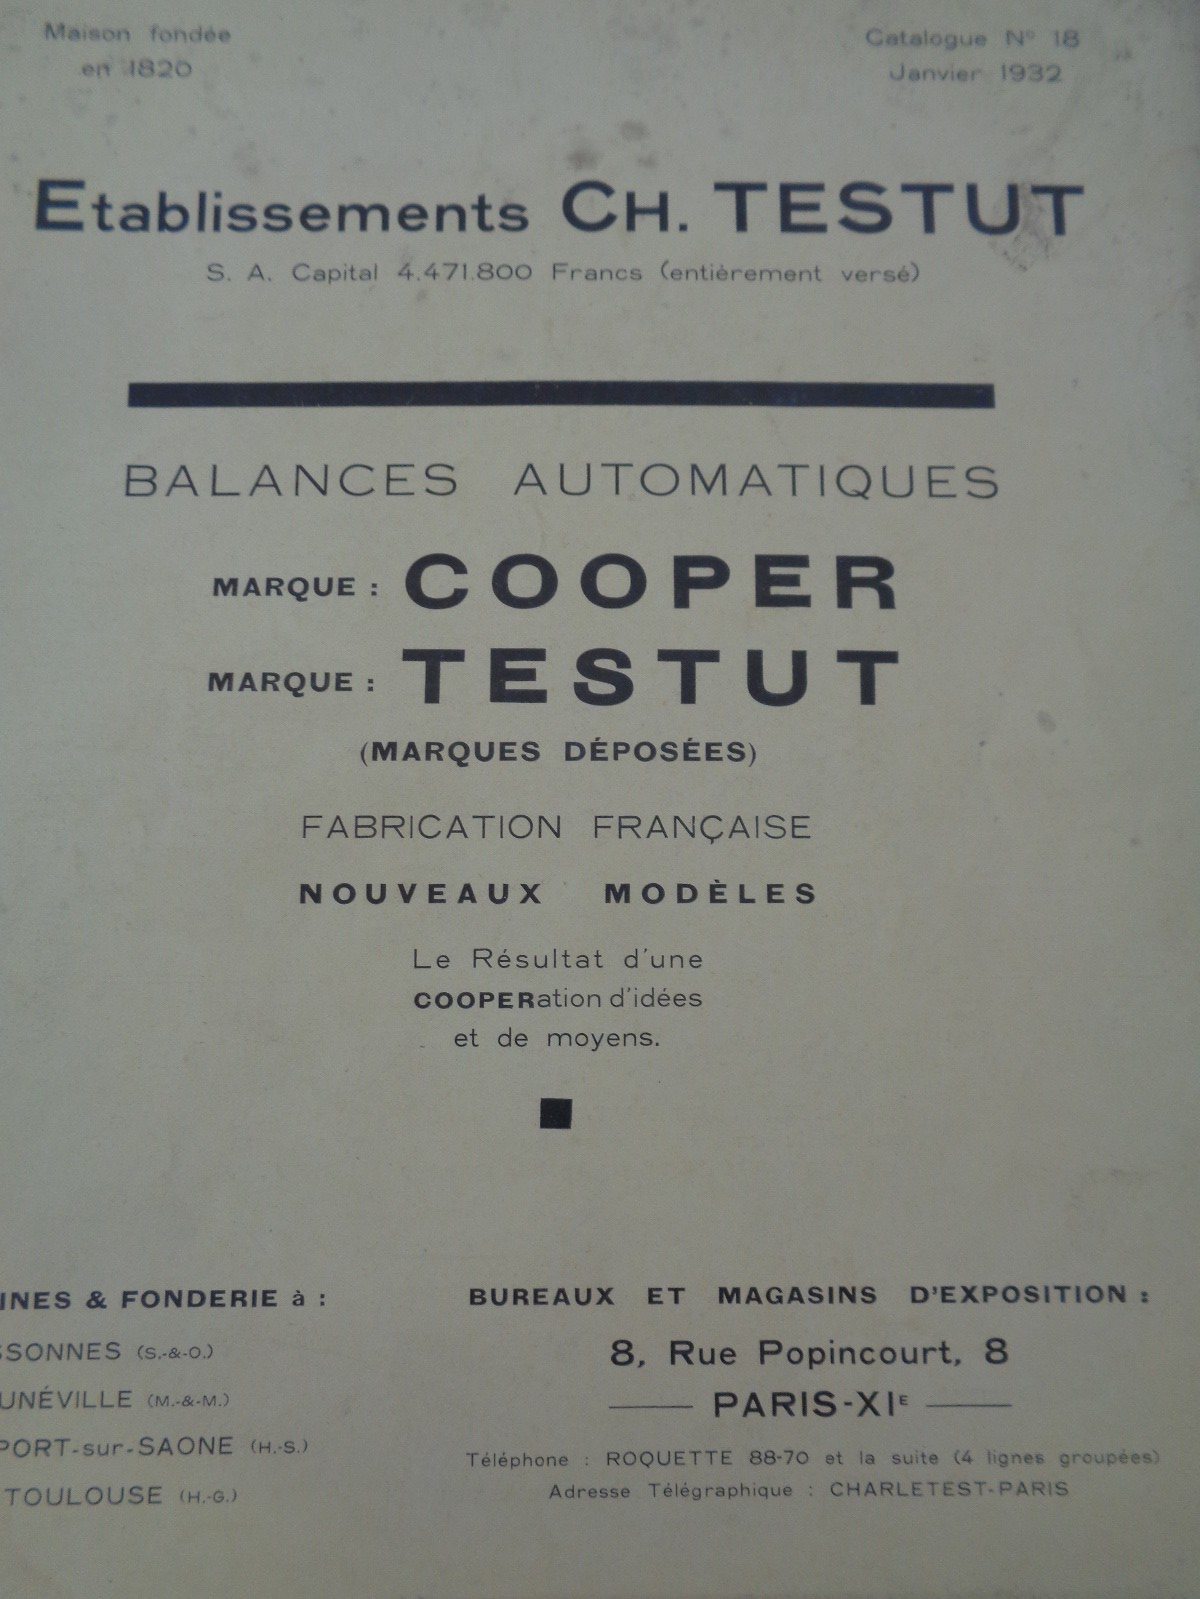 Maison fondée
en 1820
Catalogue N° 18
Janvier 1932
Etablissements CH. TESTUT
S. A. Capital 4.471.800 Francs (entièrement versé)
BALANCES AUTOMATIQUES
MARQUE : COOPER
MARQUE : TESTUT
(MARQUES DÉPOSÉES)
FABRICATION FRANÇAISE
NOUVEAUX MODÈLES
Le Résultat d'une
COOPERation d'idées
et de moyens.
INES & FONDERIE à :
SSONNES (S.-&-O.)
UNÉVILLE (M.-&-M.)
PORT-sur-SAONE (H.-S.)
TOULOUSE (H.-G.)
BUREAUX ET MAGASINS D'EXPOSITION :
8, Rue Popincourt, 8
PARIS-XIE
Téléphone : ROQUETTE 88-70 et la suite (4 lignes groupées)
Adresse Télégraphique : CHARLETEST-PARIS